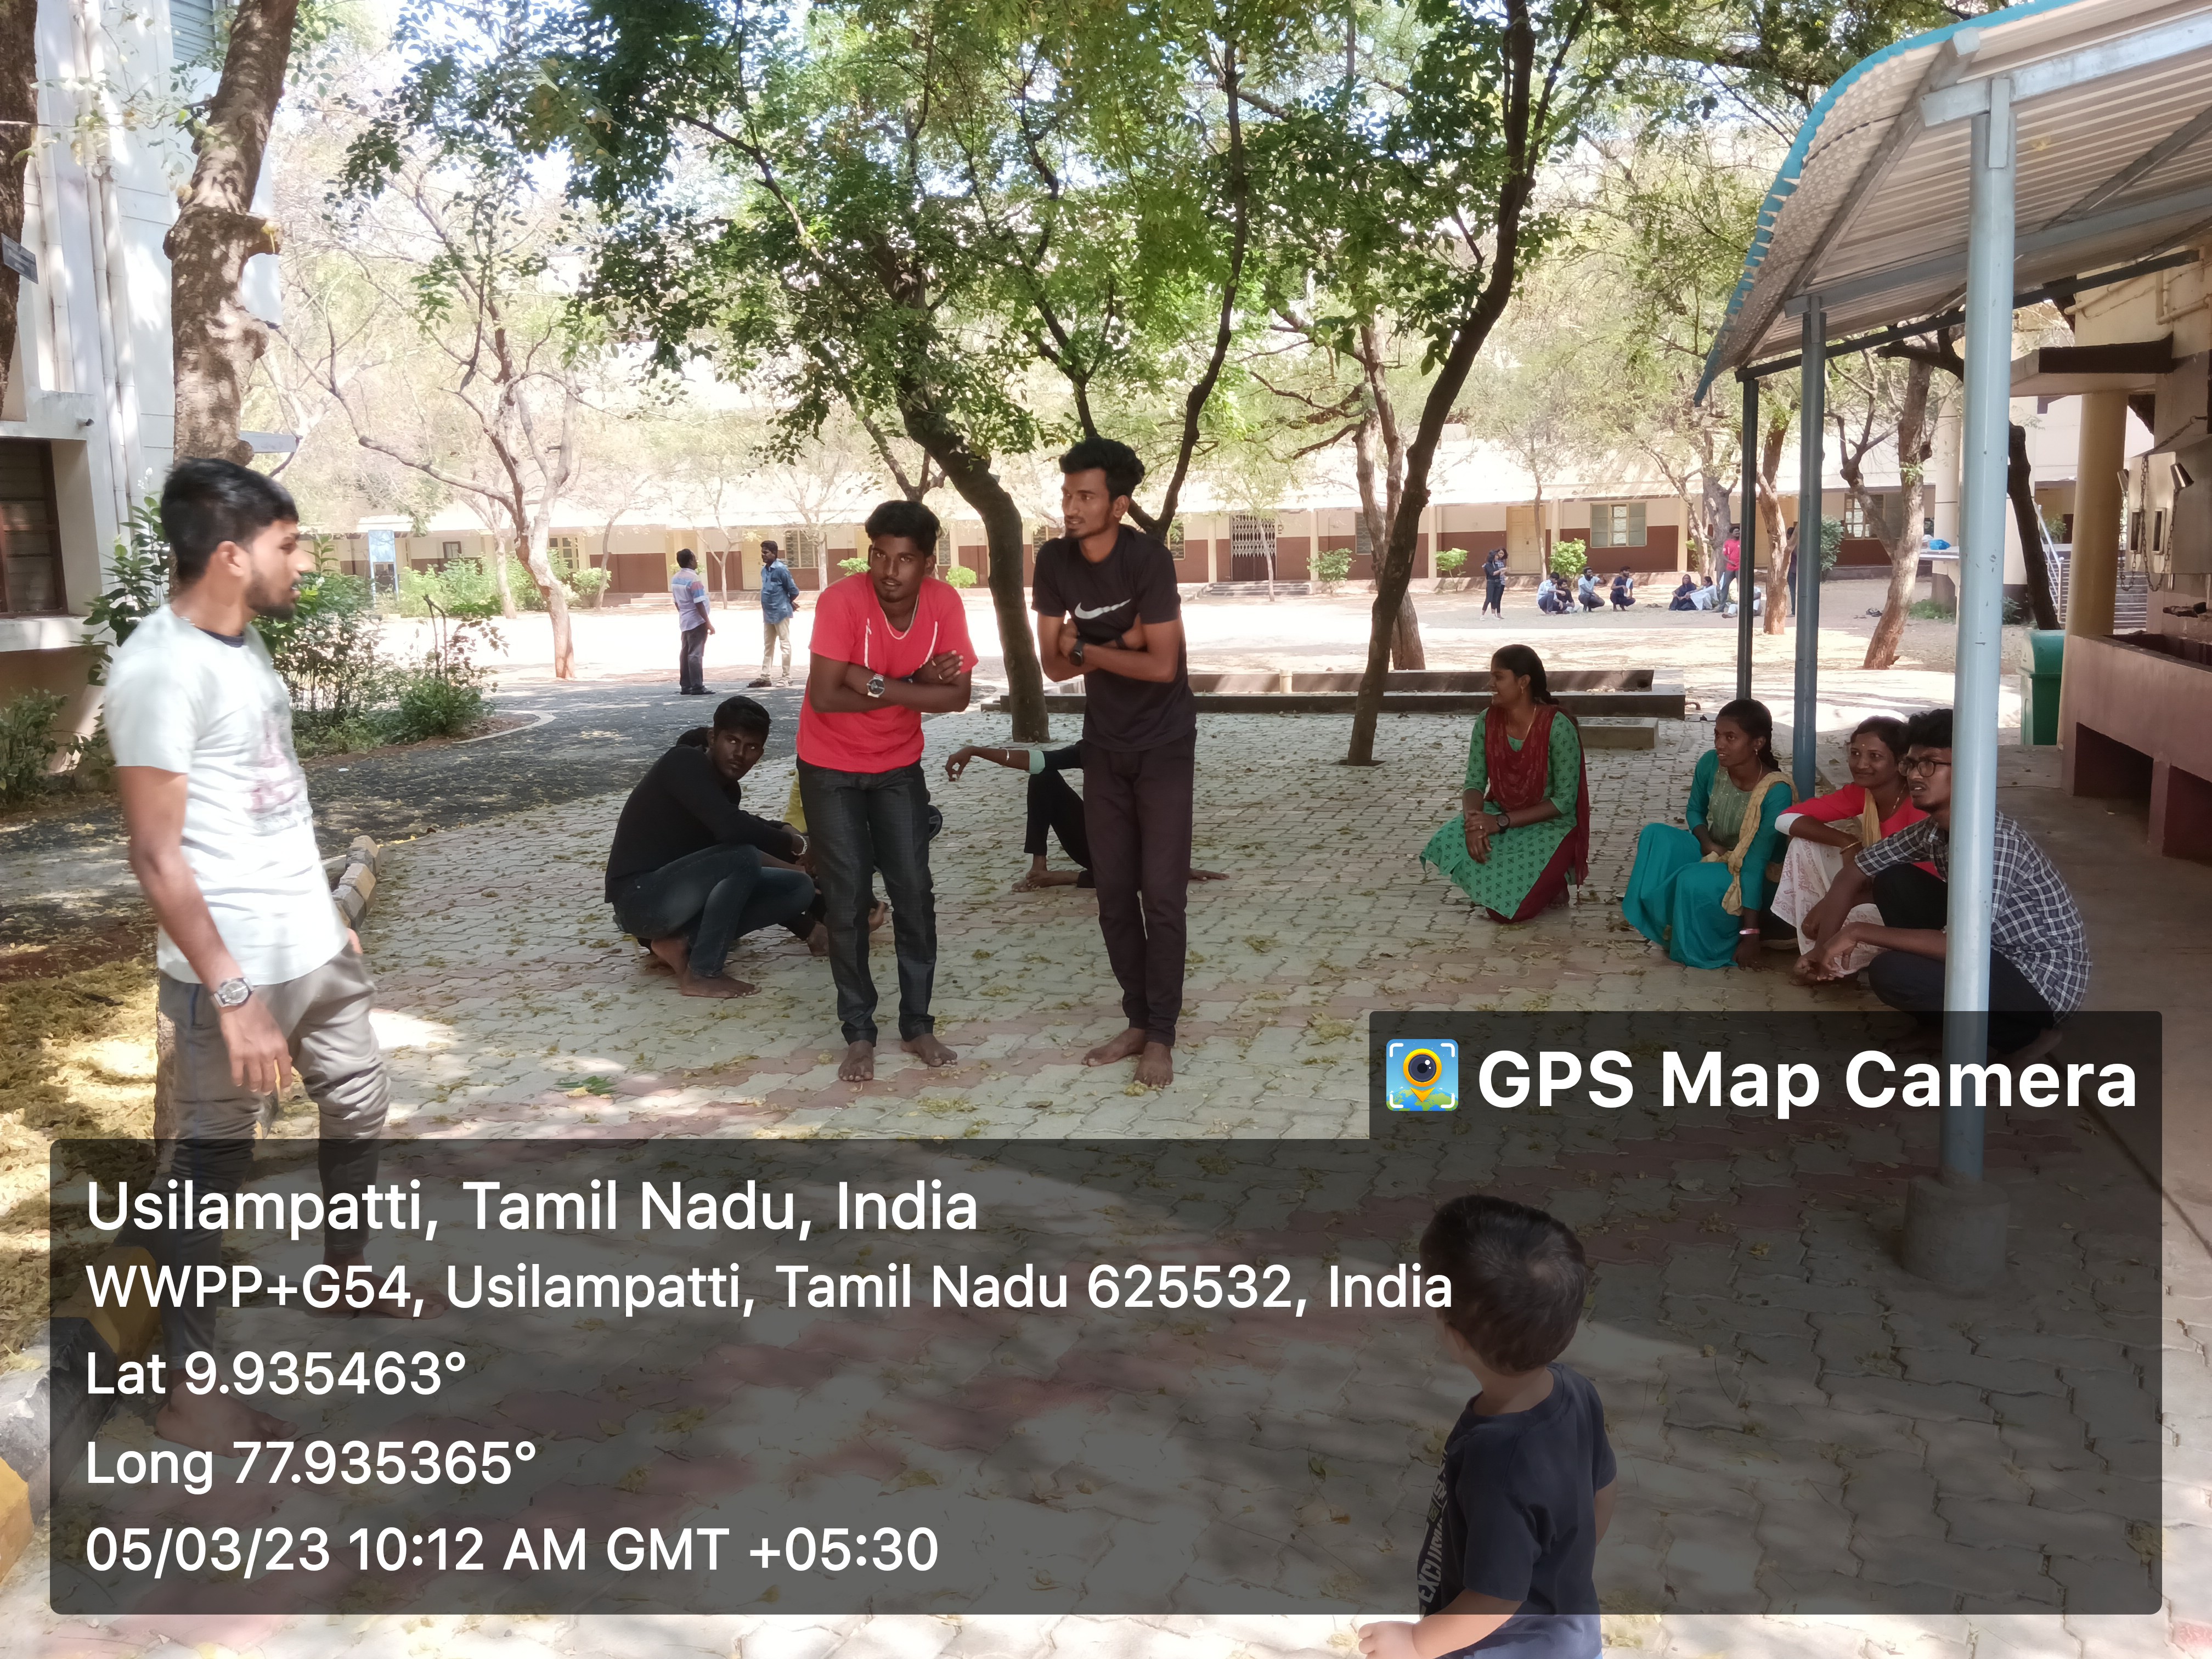 GPS Map Camera
Usilampatti, Tamil Nadu, India
WWPP+G54, Usilampatti, Tamil Nadu 625532, India
Lat 9.935463°
Long 77.935365°
05/03/23 10:12 AM GMT +05:30